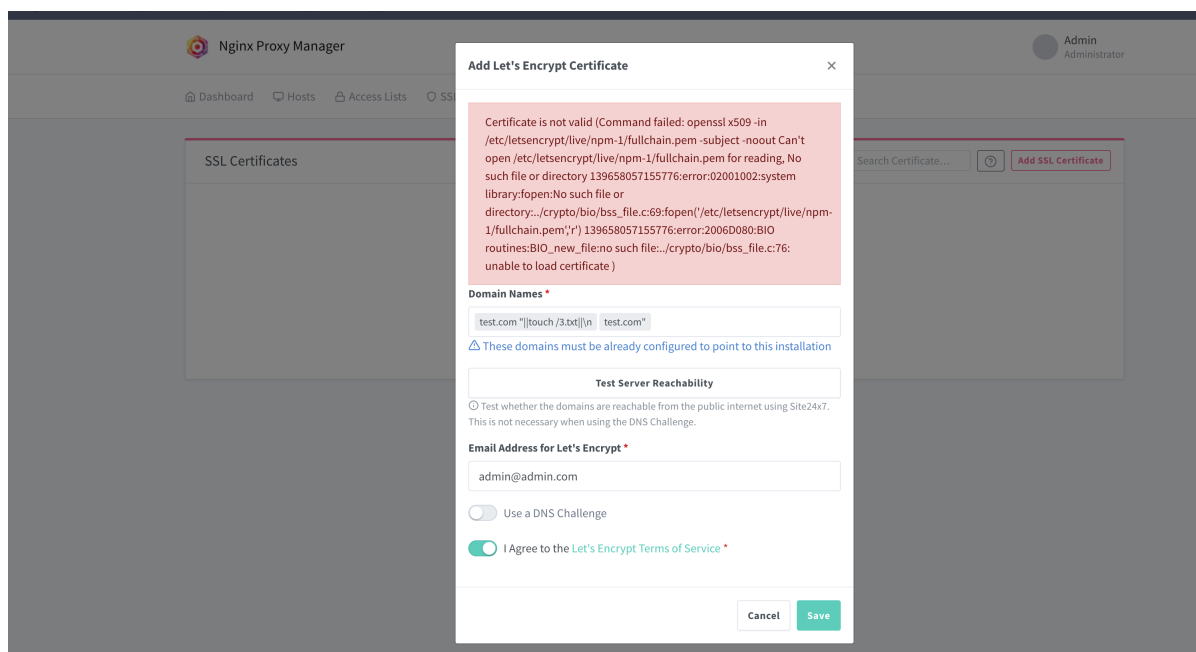 Nginx Proxy Manager
Admin
Administrator
Dashboard Hosts Access Lists SS
SSL Certificates
Search Certificate...
Add SSL Certificate
Add Let's Encrypt Certificate
Certificate is not valid (Command failed: openssl x509 -in
/etc/letsencrypt/live/npm-1/fullchain.pem -subject -noout Can't
open /etc/letsencrypt/live/npm-1/fullchain.pem for reading, No
such file or directory 139658057155776:error:02001002:system
library:fopen:No such file or
directory:../crypto/bio/bss_file.c:69:fopen('/etc/letsencrypt/live/npm-
1/fullchain.pem','r') 139658057155776:error:2006D080:BIO
routines:BIO_new_file:no such file:../crypto/bio/bss_file.c:76:
unable to load certificate )
Domain Names *
test.com "||touch /3.txt||\n test.com"
These domains must be already configured to point to this installation
Test Server Reachability
Test whether the domains are reachable from the public internet using Site24x7.
This is not necessary when using the DNS Challenge.
Email Address for Let's Encrypt *
admin@admin.com
Use a DNS Challenge
I Agree to the Let's Encrypt Terms of Service *
Cancel
Save